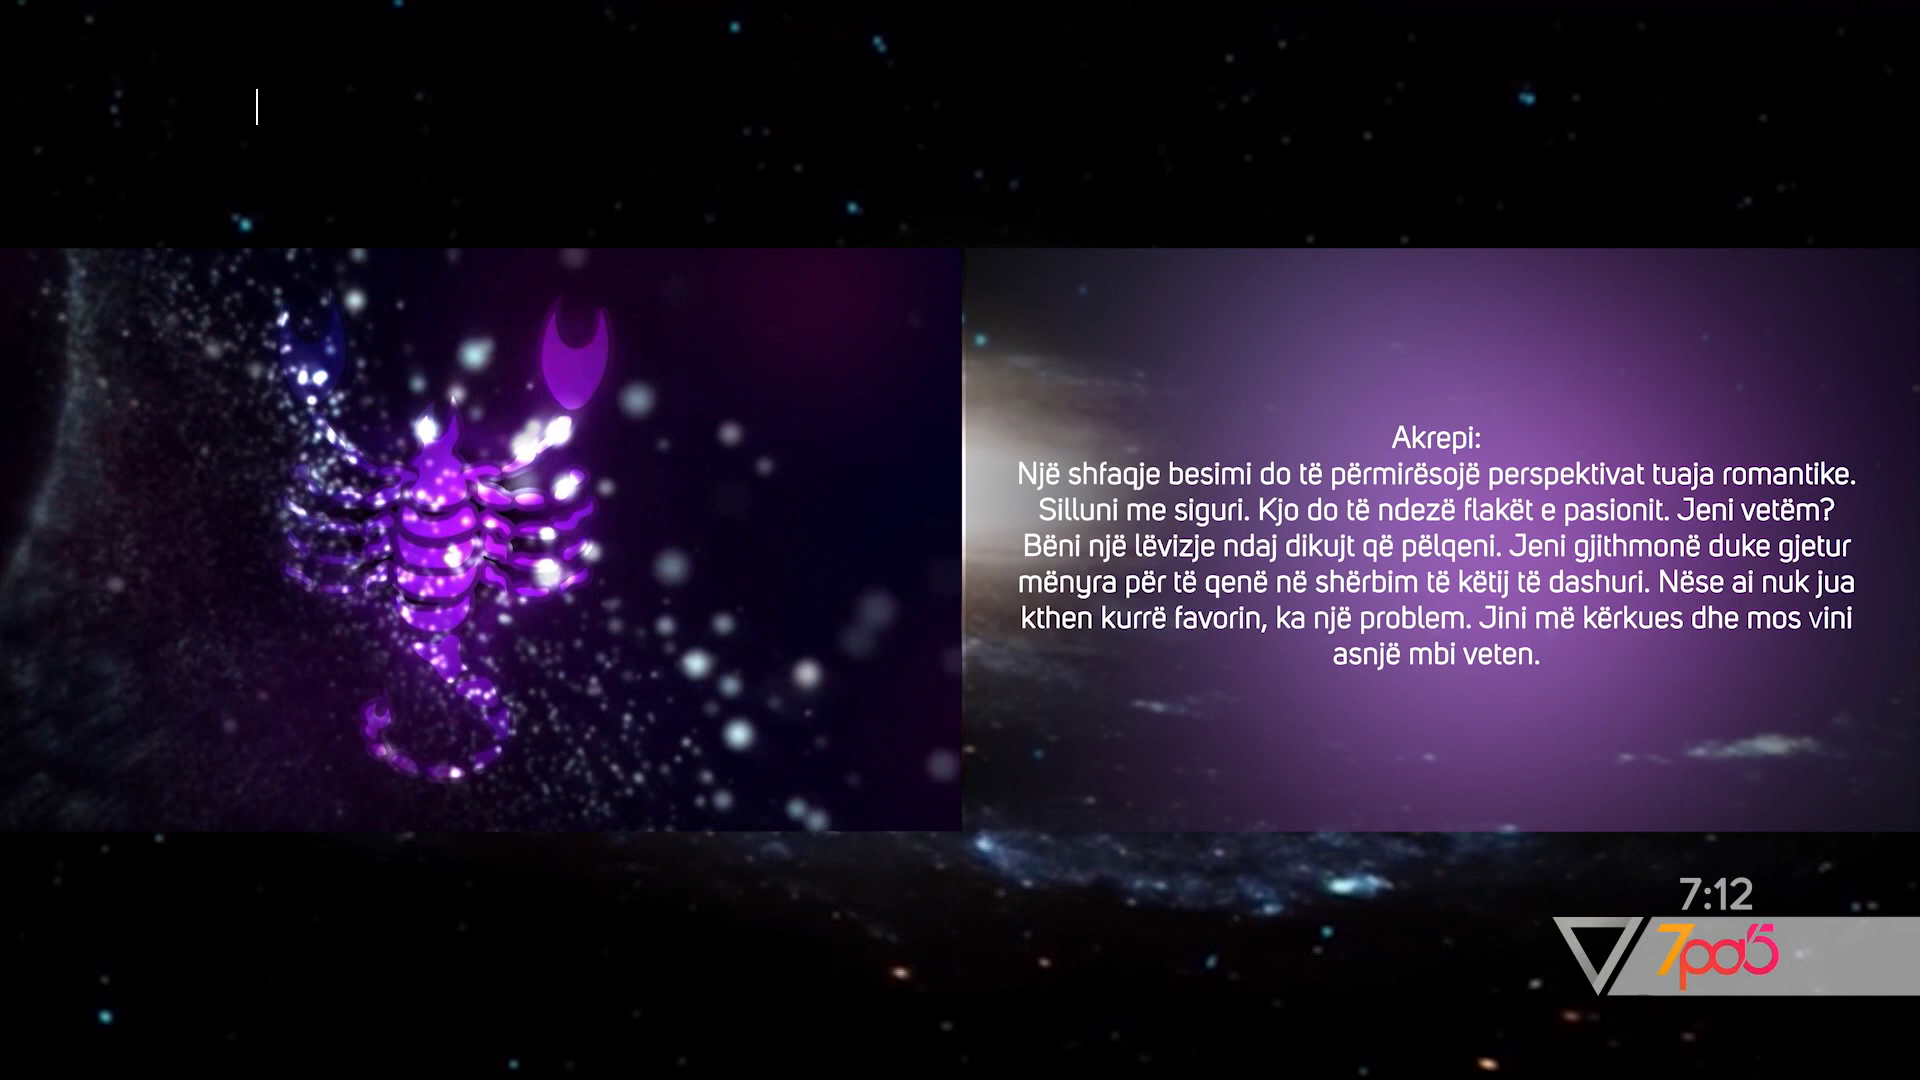 Akrepi:
Një shfaqje besimi do të përmirësojë perspektivat tuaja romantike.
Silluni me siguri. Kjo do të ndezë flakët e pasionit. Jeni vetëm?
Bëni një lëvizje ndaj dikujt që pëlqeni. Jeni gjithmonë duke gjetur
mënyra për të qenë në shërbim të këtij të dashuri. Nëse ai nuk jua
kthen kurrë favorin, ka një problem. Jini më kërkues dhe mos vini
asnjë mbi veten.
7:12
7pa5